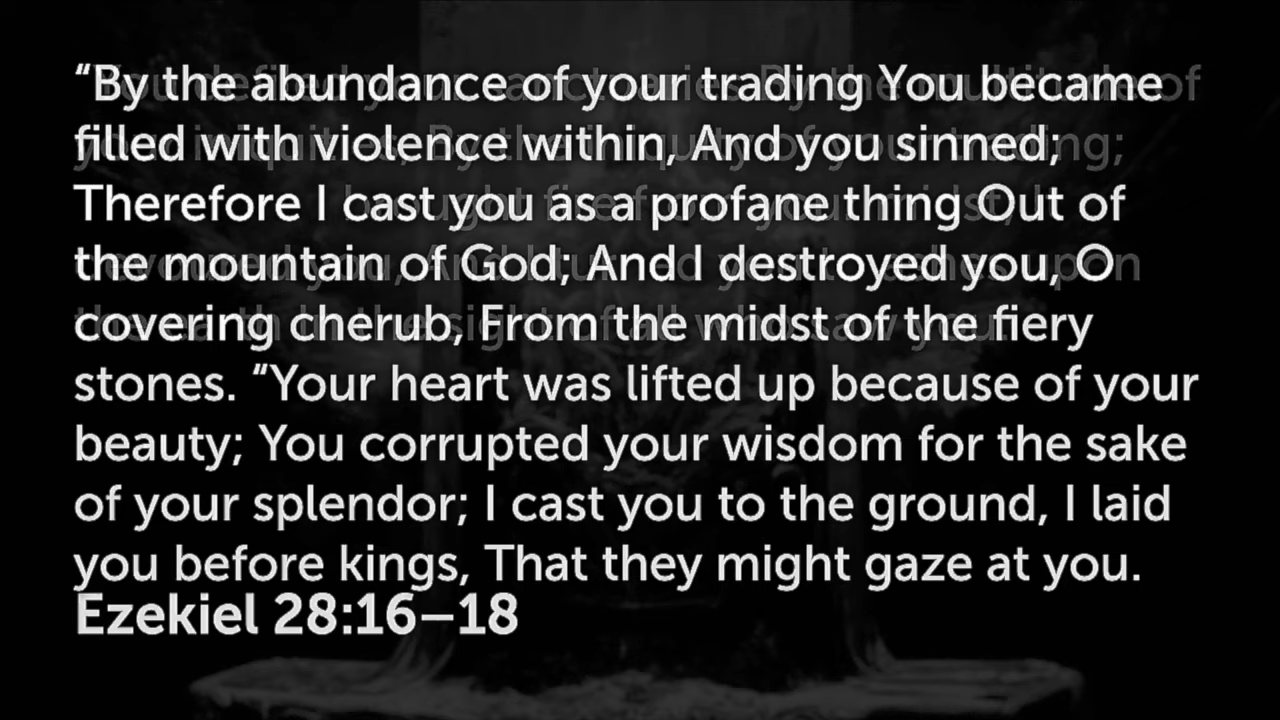 “By the abundance of your trading You became
filled with violence within, And you sinned;
Therefore I cast you as a profane thing Out of
the mountain of God; And I destroyed you, O
covering cherub, From the midst of the fiery
stones. “Your heart was lifted up because of your
beauty; You corrupted your wisdom for the sake
of your splendor; I cast you to the ground, I laid
you before kings, That they might gaze at you.
Ezekiel 28:16–18